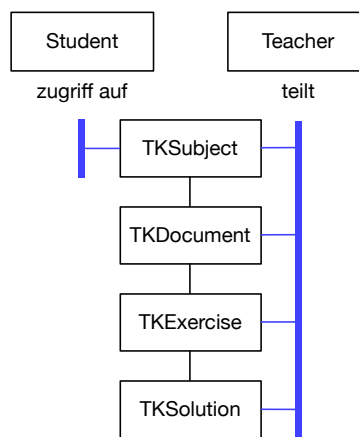 Student
Teacher
zugriff auf
teilt
TKSubject
TKDocument
TKExercise
TKSolution